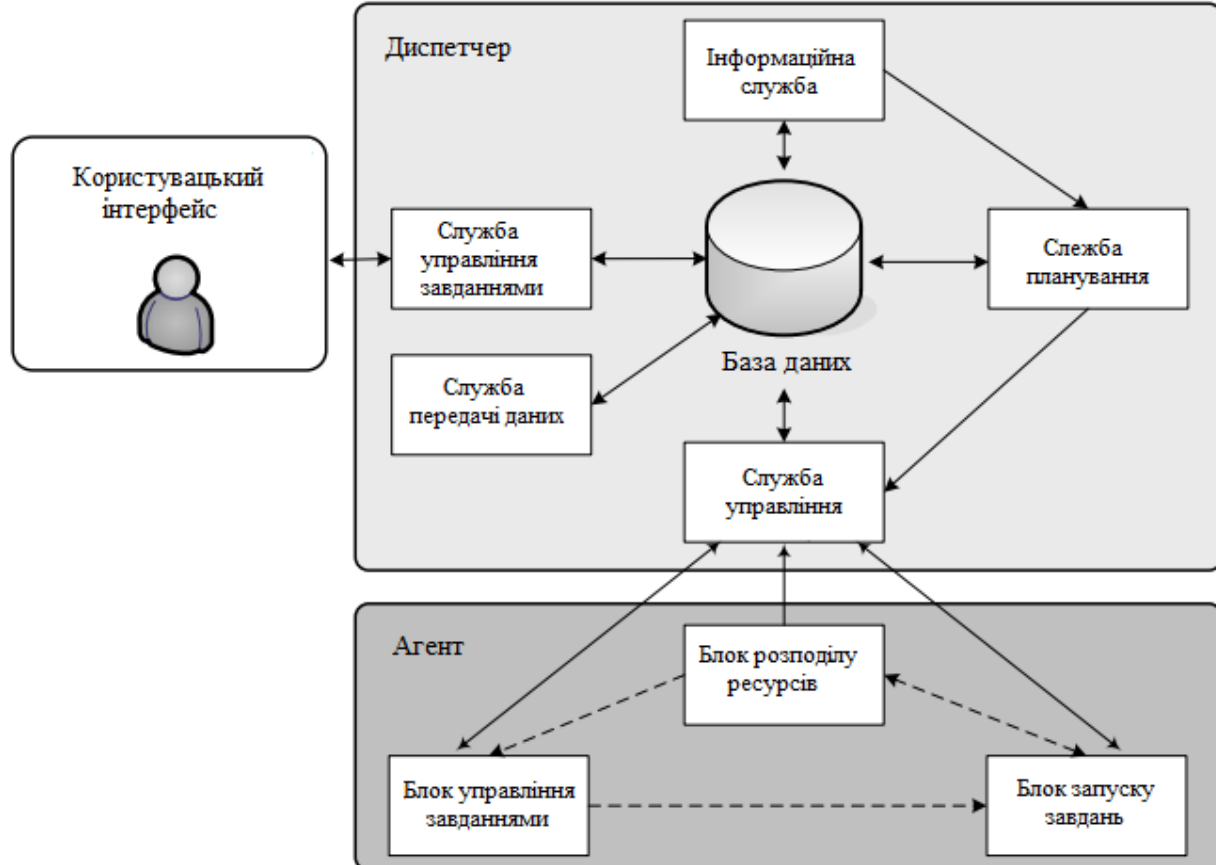 Диспетчер
Інформаційна
служба
Користувацький
інтерфейс
Служба
управління
завданнями
Слежба
планування
База даних
Служба
передачі даних
Служба
управління
Агент
Блок розподілу
ресурсів
Блок управління
завданнями
Блок запуску
завдань